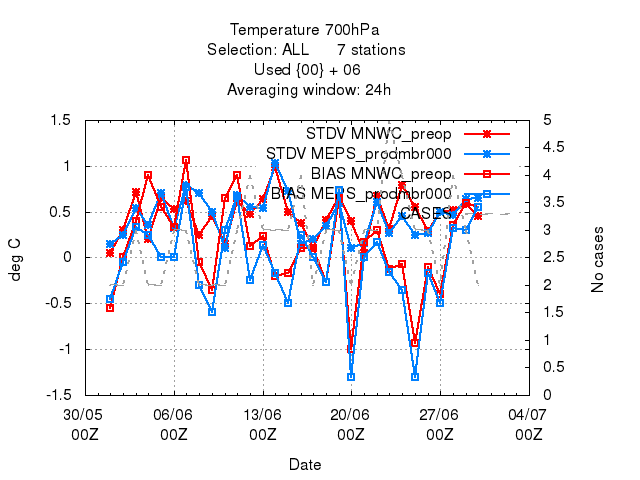 Temperature 700hPa
Selection: ALL 7 stations
Used {00} + 06
Averaging window: 24h
STDV MNWC_preop
STDV MEPS_prodmbr000
BIAS MNWC_preop
BIAS MEPS_prodmbr000
CASES
deg C
1.5
1
0.5
0
-0.5
-1
-1.5
No cases
5
4.5
4
3.5
3
2.5
2
1.5
1
0.5
0
30/05 06/06 13/06 20/06 27/06 04/07
00Z 00Z 00Z 00Z 00Z 00Z
Date